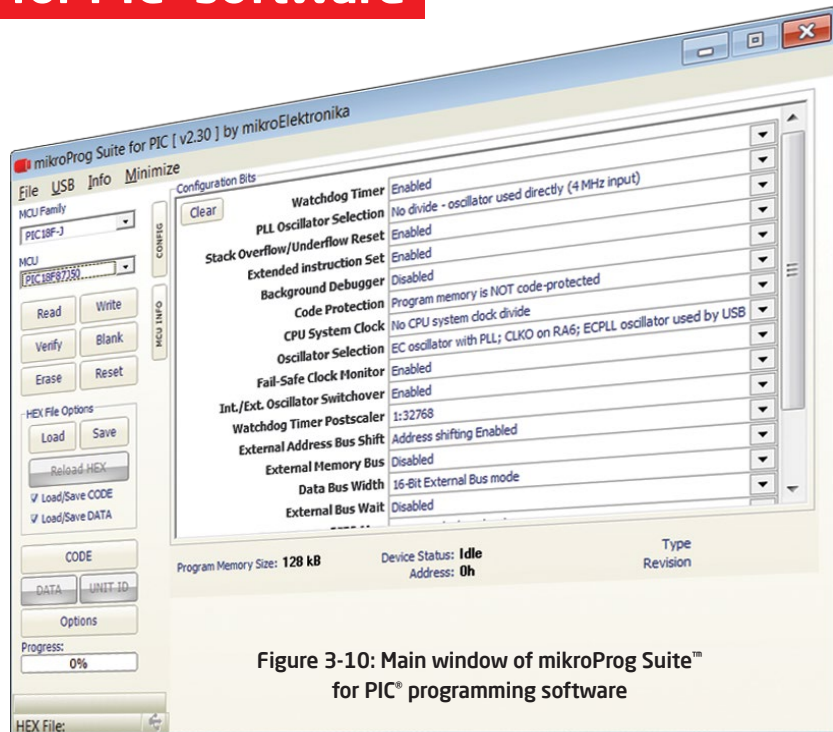 for PIC® software
mikroProg Suite for PIC [ v2.30 ] by mikroElektronika
File USB Info Minimize
MCU Family
PIC18F-J
MCU
PIC18F87J50
Read Write
Verify Blank
Erase Reset
HEX File Options
Load Save
Reload HEX
Load/Save CODE
Load/Save DATA
CODE
DATA UNIT ID
Options
Progress:
0%
HEX File:
CONFIG
MCU INFO
Configuration Bits
Clear
Watchdog Timer Enabled
PLL Oscillator Selection No divide - oscillator used directly (4 MHz input)
Stack Overflow/Underflow Reset Enabled
Extended instruction Set Enabled
Background Debugger Disabled
Code Protection Program memory is NOT code-protected
CPU System Clock No CPU system clock divide
Oscillator Selection EC oscillator with PLL; CLKO on RA6; ECPLL oscillator used by USB
Fail-Safe Clock Monitor Enabled
Int./Ext. Oscillator Switchover Enabled
Watchdog Timer Postscaler 1:32768
External Address Bus Shift Address shifting Enabled
External Memory Bus Disabled
Data Bus Width 16-Bit External Bus mode
External Bus Wait Disabled
Program Memory Size: 128 kB
Device Status: Idle
Address: 0h
Type
Revision
Figure 3-10: Main window of mikroProg Suite™
for PIC® programming software